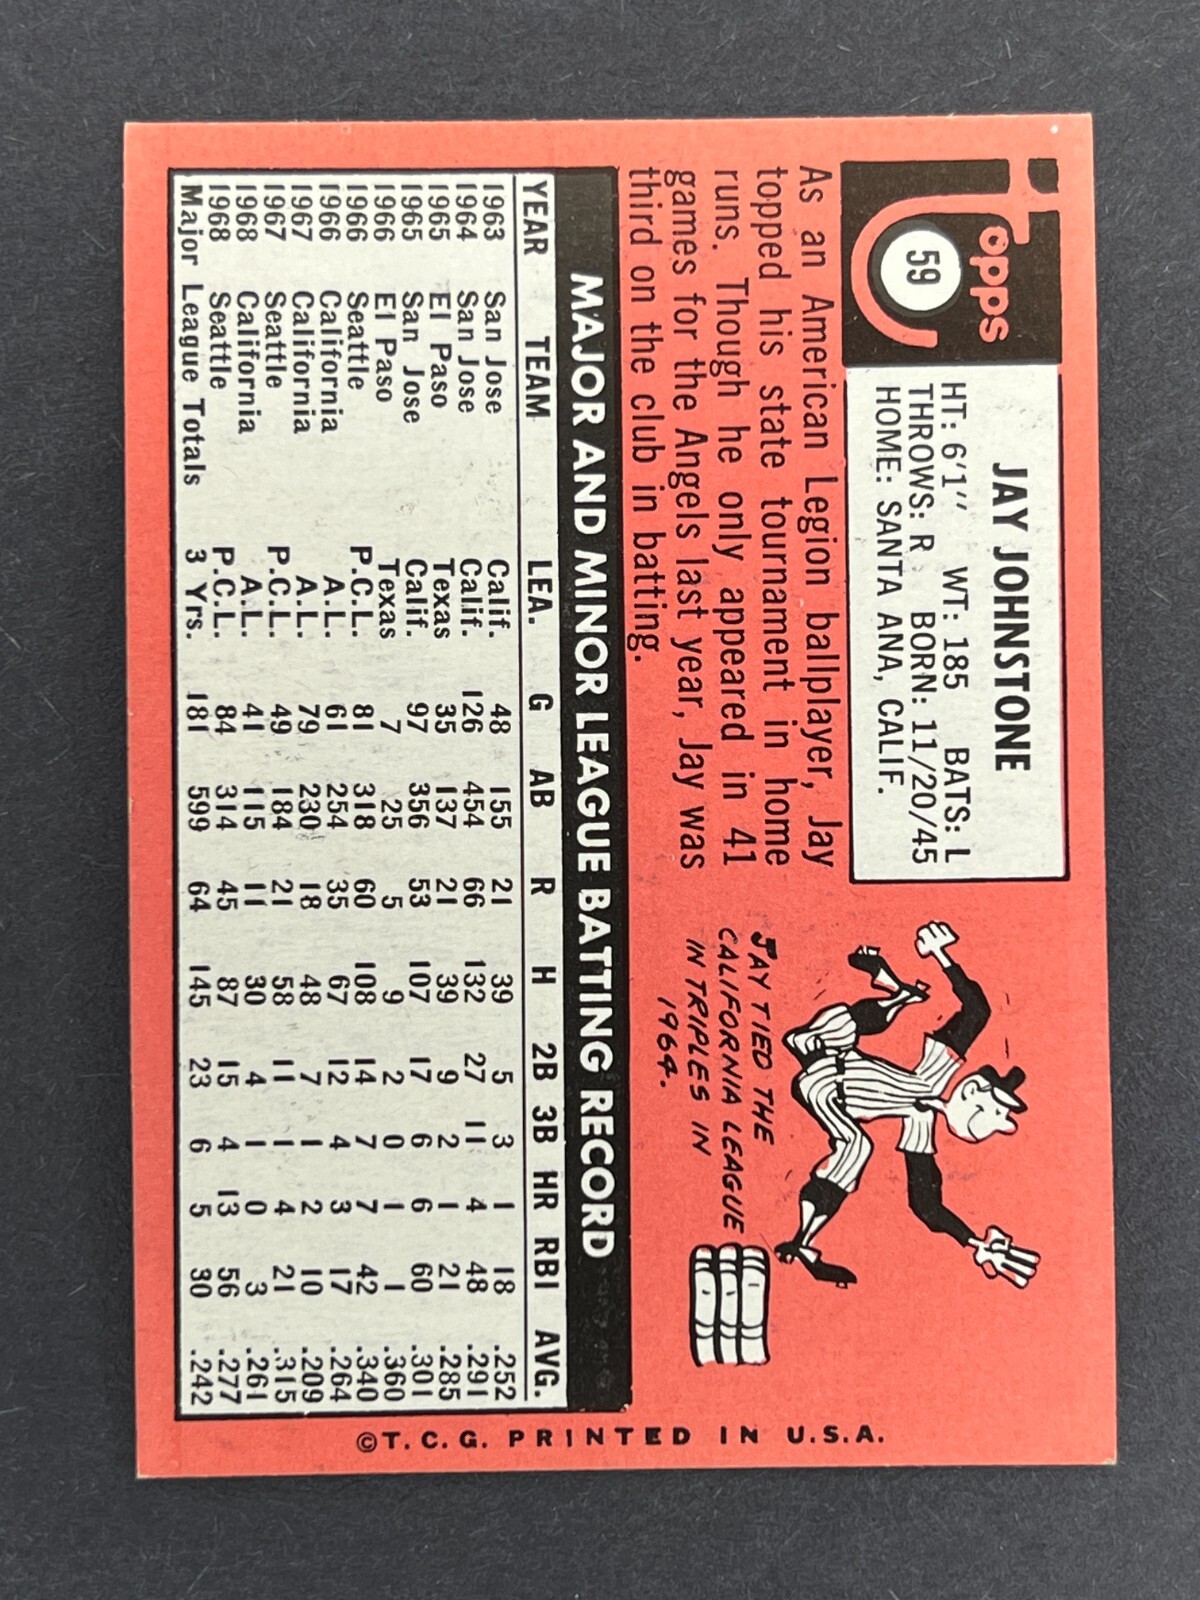 Topps
59
JAY JOHNSTONE
HT: 6'1" WT: 185 BATS: L
THROWS: R BORN: 11/20/45
HOME: SANTA ANA, CALIF.
As an American Legion ballplayer, Jay
topped his state tournament in home
runs. Though he only appeared in 41
games for the Angels last year, Jay was
third on the club in batting.
JAY TIED THE
CALIFORNIA LEAGUE
IN TRIPLES IN
1964.
MAJOR AND MINOR LEAGUE BATTING RECORD
YEAR TEAM LEA. G AB R H 2B 3B HR RBI AVG.
1963 San Jose Calif. 48 155 21 39 5 3 1 18 .252
1964 San Jose Calif. 126 454 66 132 27 11 4 48 .291
1965 El Paso Texas 35 137 21 39 9 2 1 21 .285
1965 San Jose Calif. 97 356 53 107 17 6 6 60 .301
1966 El Paso Texas 7 25 5 9 2 0 1 1 .360
1966 Seattle P.C.L. 81 318 60 108 14 7 7 42 .340
1966 California A.L. 61 254 35 67 12 4 3 17 .264
1967 California A.L. 79 230 18 48 7 1 2 10 .209
1967 Seattle P.C.L. 49 184 21 58 11 1 4 21 .315
1968 California A.L. 41 115 11 30 4 1 0 3 .261
1968 Seattle P.C.L. 84 314 45 87 15 4 13 56 .277
Major League Totals 3 Yrs. 181 599 64 145 23 6 5 30 .242
©T.C.G. PRINTED IN U.S.A.